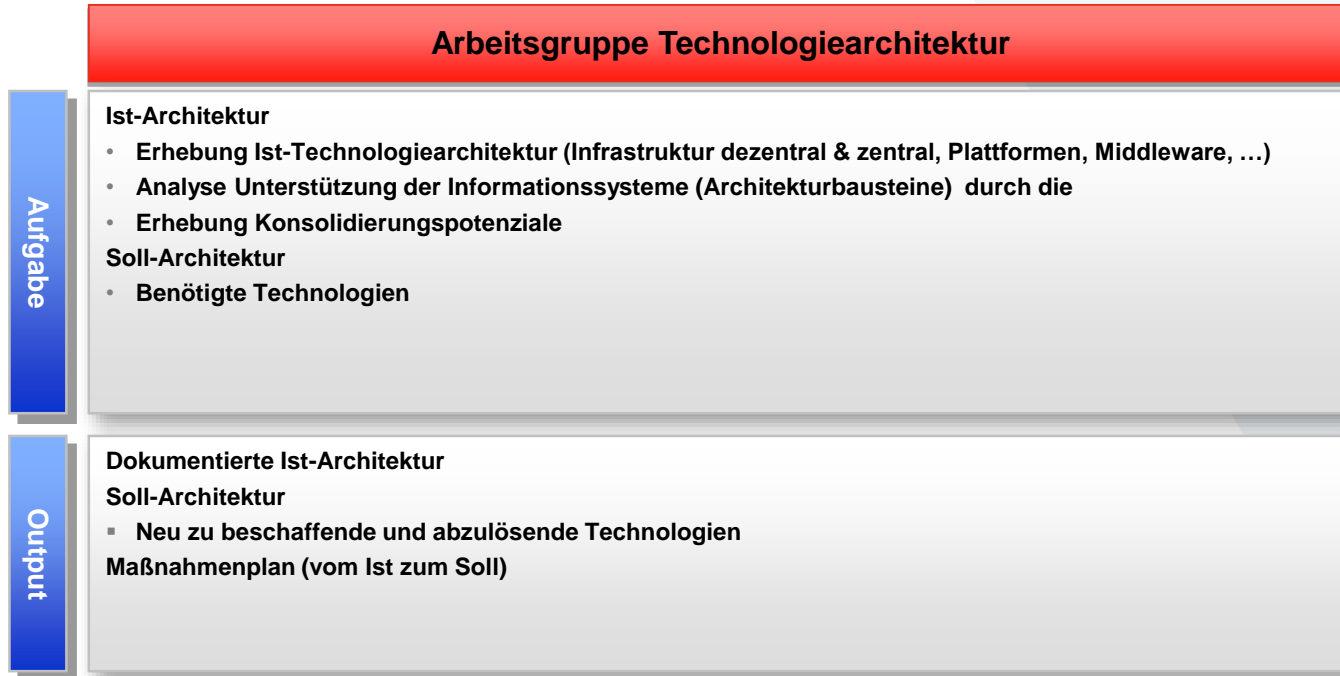 Arbeitsgruppe Technologiearchitektur
Aufgabe
Ist-Architektur
• Erhebung Ist-Technologiearchitektur (Infrastruktur dezentral & zentral, Plattformen, Middleware, …)
• Analyse Unterstützung der Informationssysteme (Architekturbausteine) durch die
• Erhebung Konsolidierungspotenziale
Soll-Architektur
• Benötigte Technologien
Output
Dokumentierte Ist-Architektur
Soll-Architektur
▪ Neu zu beschaffende und abzulösende Technologien
Maßnahmenplan (vom Ist zum Soll)